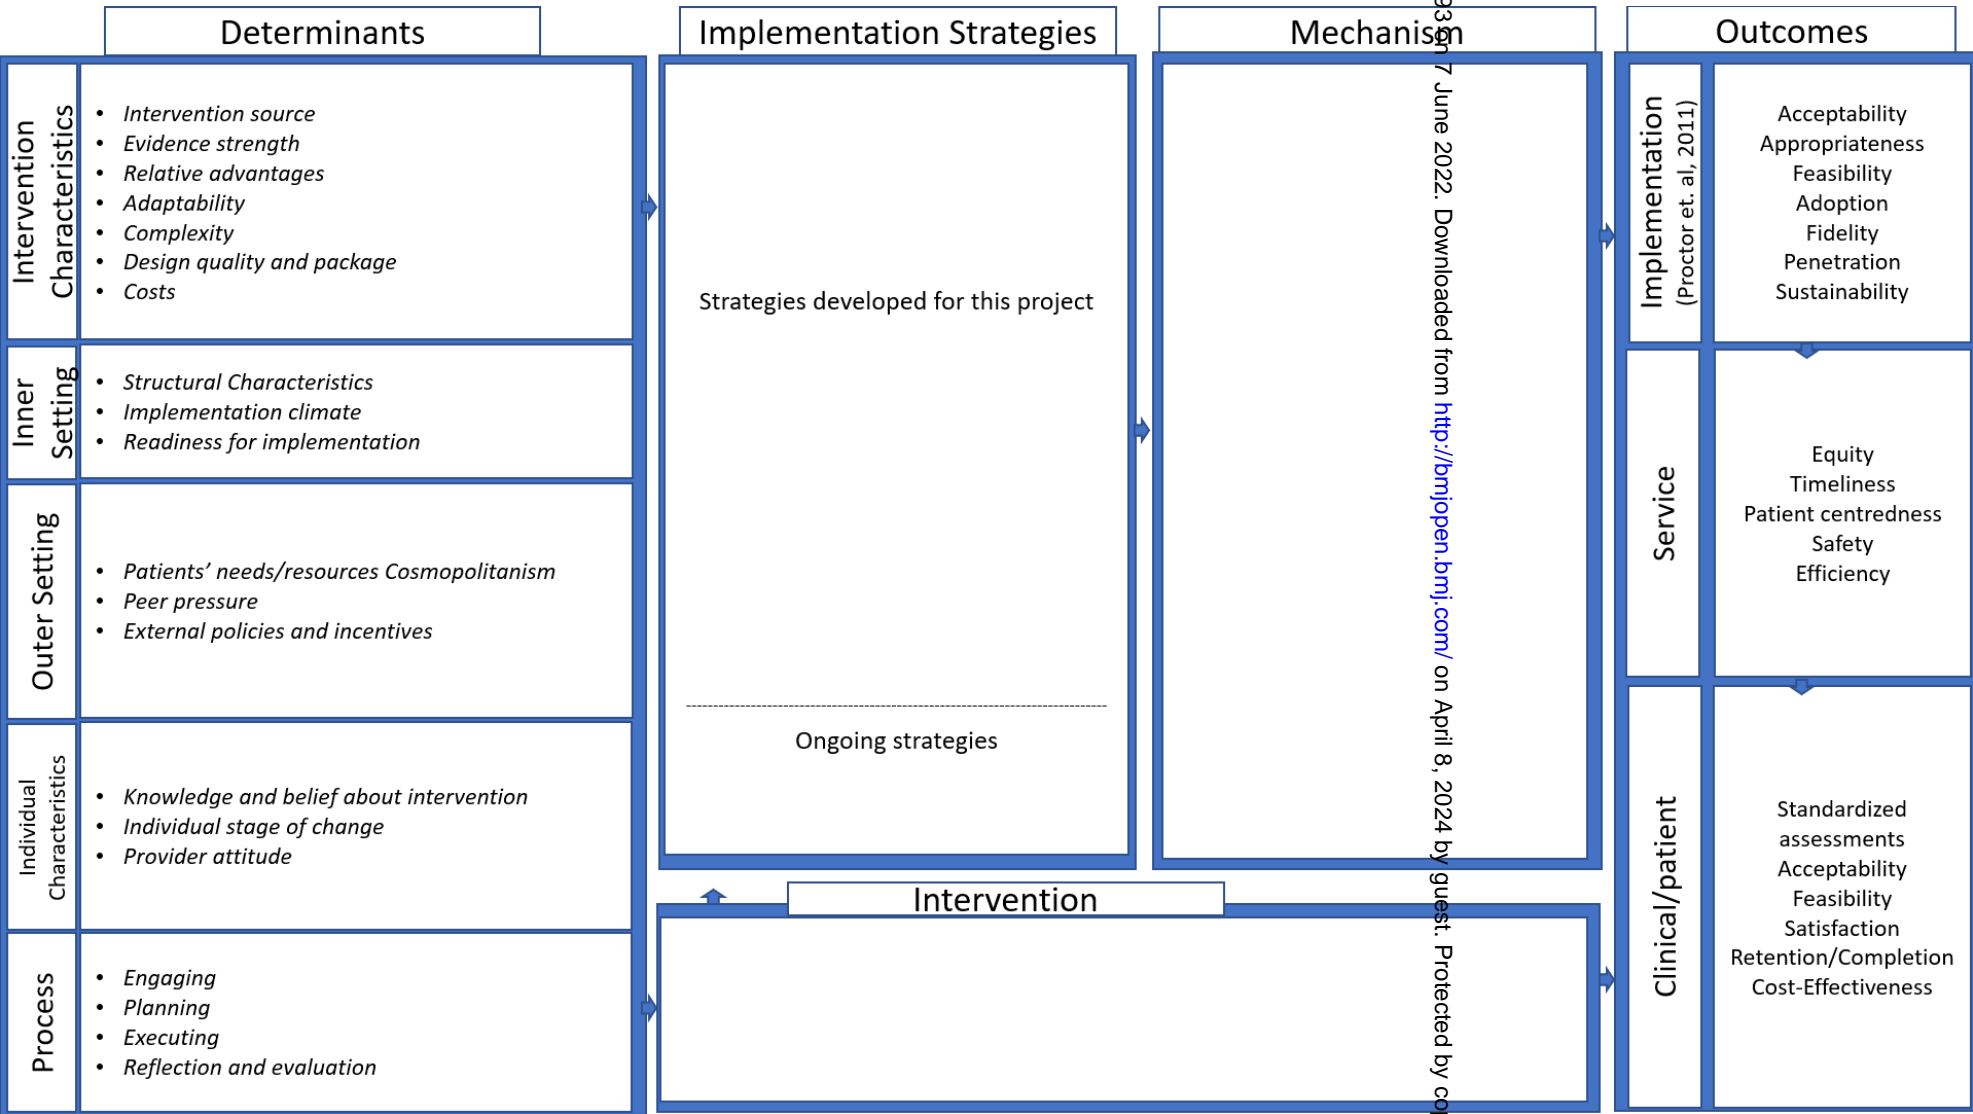 Determinants
Intervention
Characteristics
• Intervention source
• Evidence strength
• Relative advantages
• Adaptability
• Complexity
• Design quality and package
• Costs
Inner
Setting
• Structural Characteristics
• Implementation climate
• Readiness for implementation
Outer Setting
• Patients’ needs/resources Cosmopolitanism
• Peer pressure
• External policies and incentives
Individual
Characteristics
• Knowledge and belief about intervention
• Individual stage of change
• Provider attitude
Process
• Engaging
• Planning
• Executing
• Reflection and evaluation
Implementation Strategies
Strategies developed for this project
Ongoing strategies
Mechanism
Intervention
Outcomes
Implementation
(Proctor et. al, 2011)
Acceptability
Appropriateness
Feasibility
Adoption
Fidelity
Penetration
Sustainability
Service
Equity
Timeliness
Patient centredness
Safety
Efficiency
Clinical/patient
Standardized
assessments
Acceptability
Feasibility
Satisfaction
Retention/Completion
Cost-Effectiveness
on 7 June 2022. Downloaded from http://bmjopen.bmj.com/ on April 8, 2024 by guest. Protected by